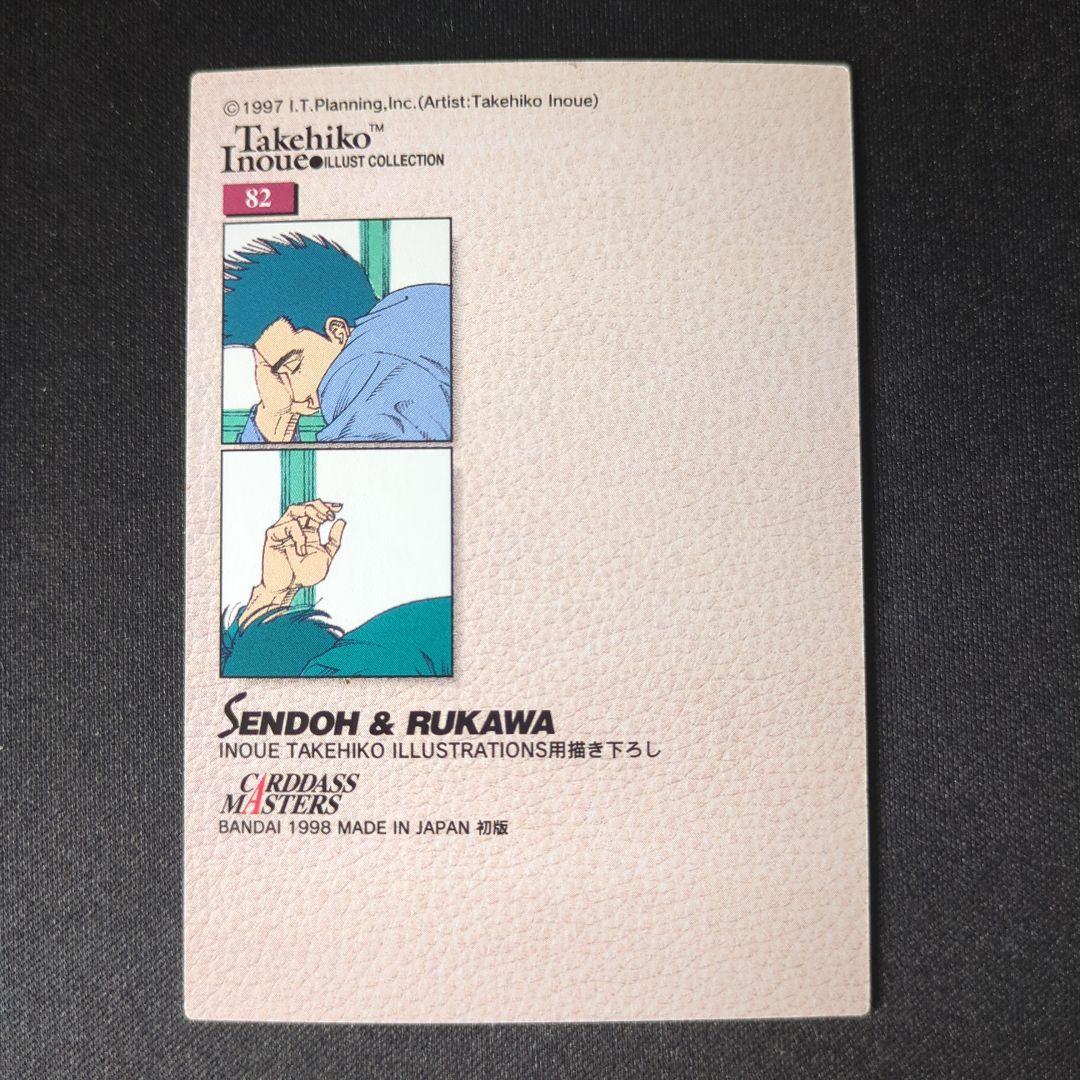 ©1997 I.T.Planning,Inc.(Artist:Takehiko Inoue)
Takehiko™
Inoue●ILLUST COLLECTION
82
SENDOH & RUKAWA
INOUE TAKEHIKO ILLUSTRATIONS用描き下ろし
CARDDASS
MASTERS
BANDAI 1998 MADE IN JAPAN 初版